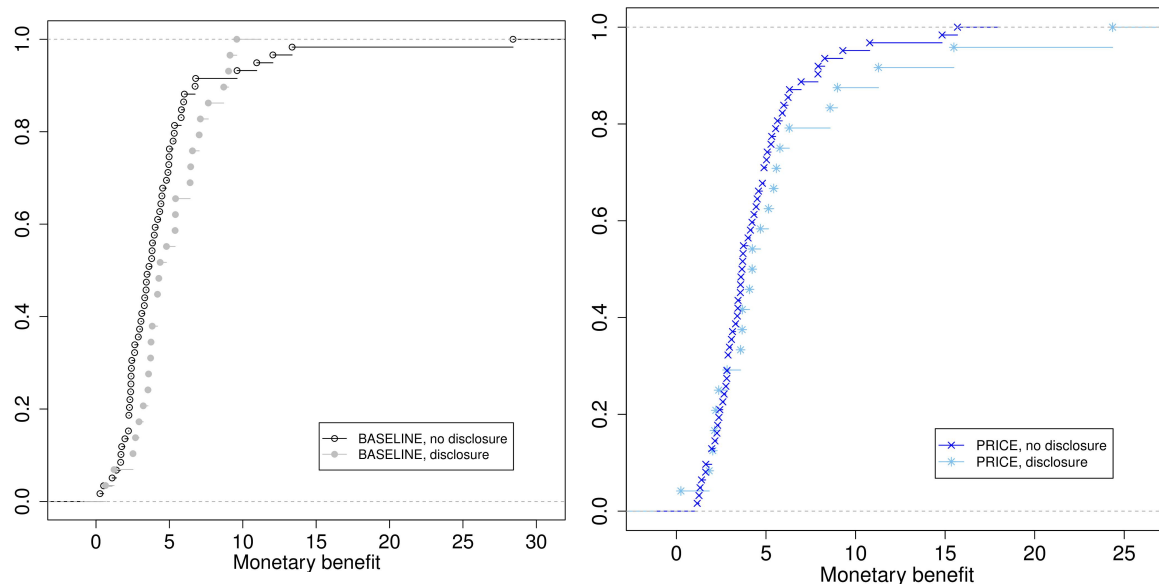 1.0
0.8
0.6
0.4
0.2
0.0
BASELINE, no disclosure
BASELINE, disclosure
0 5 10 15 20 25 30
Monetary benefit
1.0
0.8
0.6
0.4
0.2
0.0
PRICE, no disclosure
PRICE, disclosure
0 5 10 15 20 25
Monetary benefit